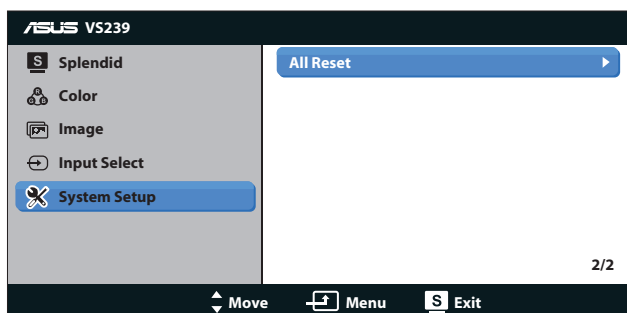 ASUS VS239
S Splendid
R G B Color
Image
Input Select
System Setup
All Reset
2/2
Move Menu S Exit